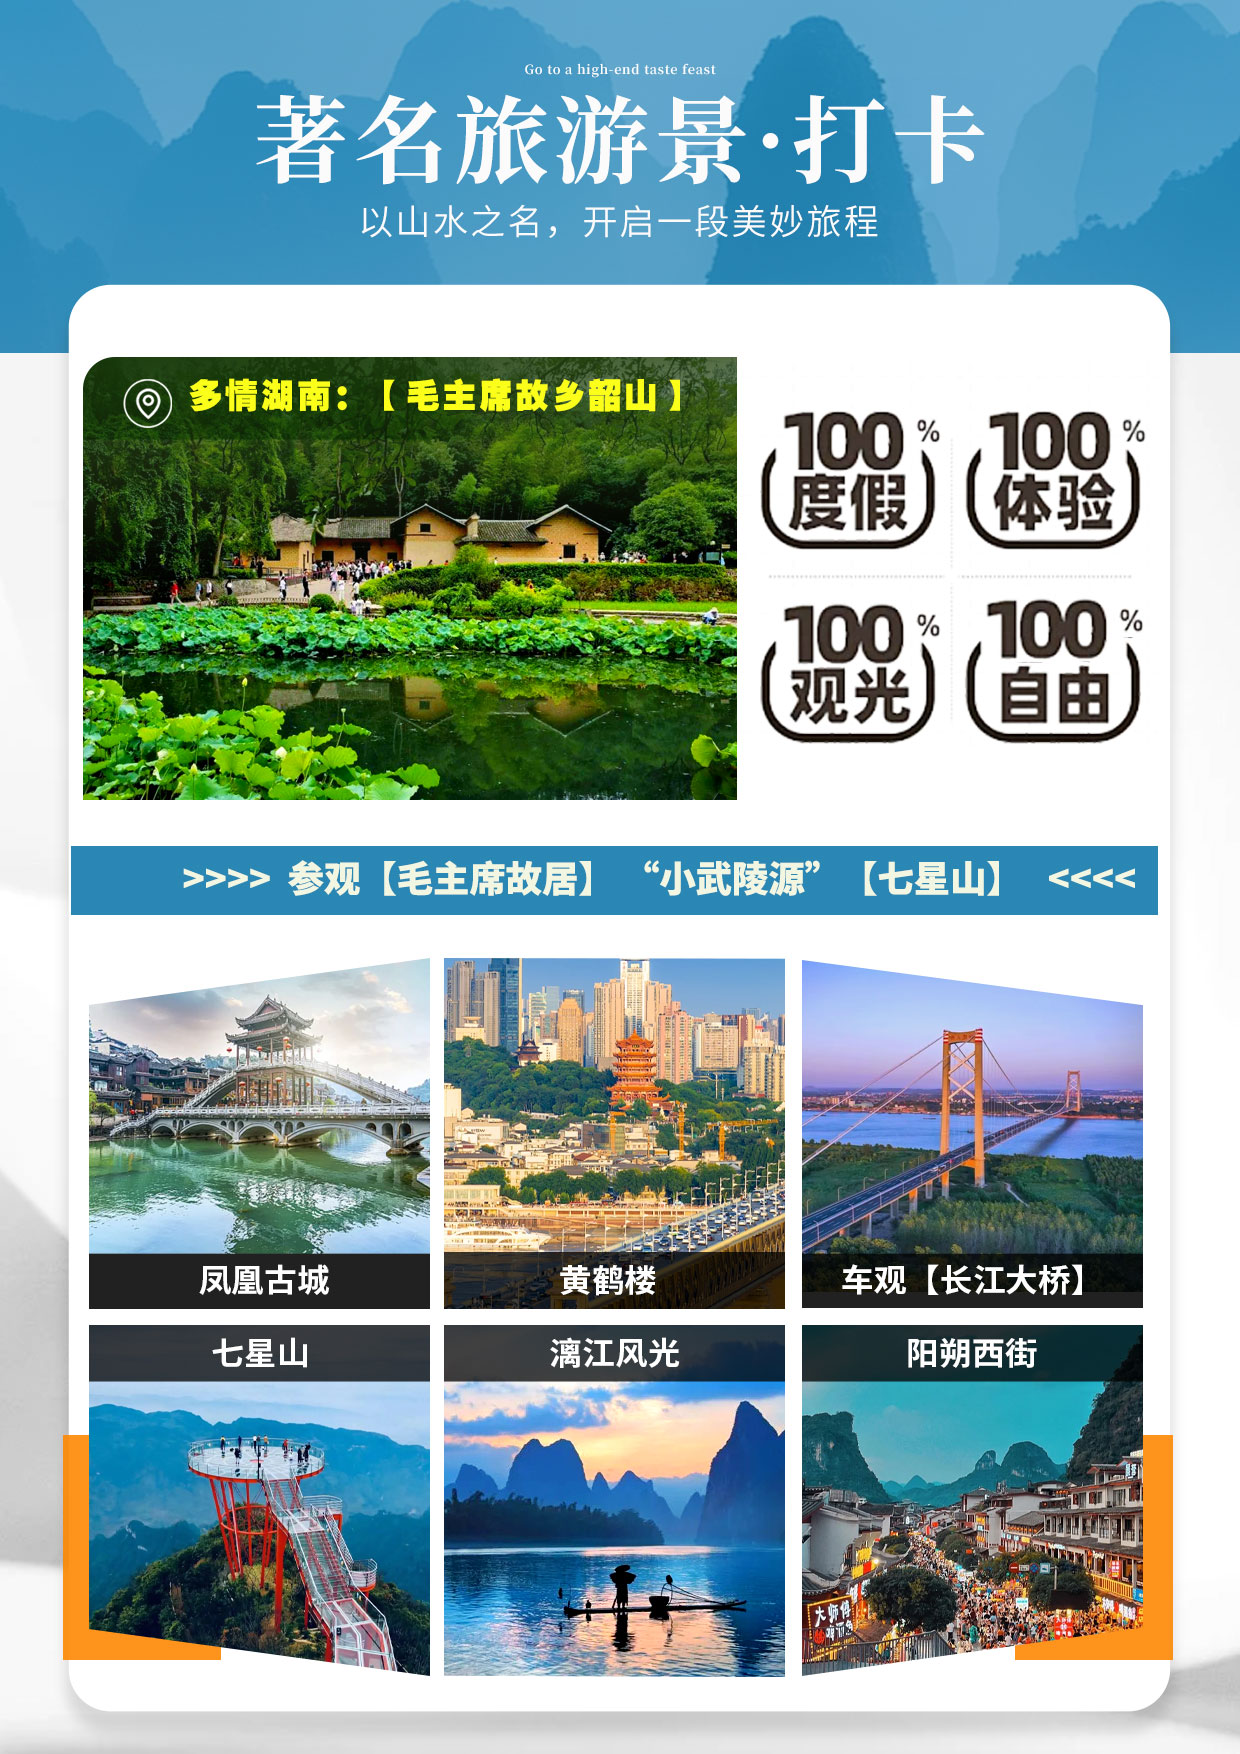 Go to a high-end taste feast
著名旅游景·打卡
以山水之名，开启一段美妙旅程
多情湖南：【毛主席故乡韶山】
100%
度假
100%
体验
100%
观光
100%
自由
>>>> 参观【毛主席故居】 “小武陵源” 【七星山】 <<<<
凤凰古城
黄鹤楼
车观【长江大桥】
七星山
漓江风光
阳朔西街
大师傅